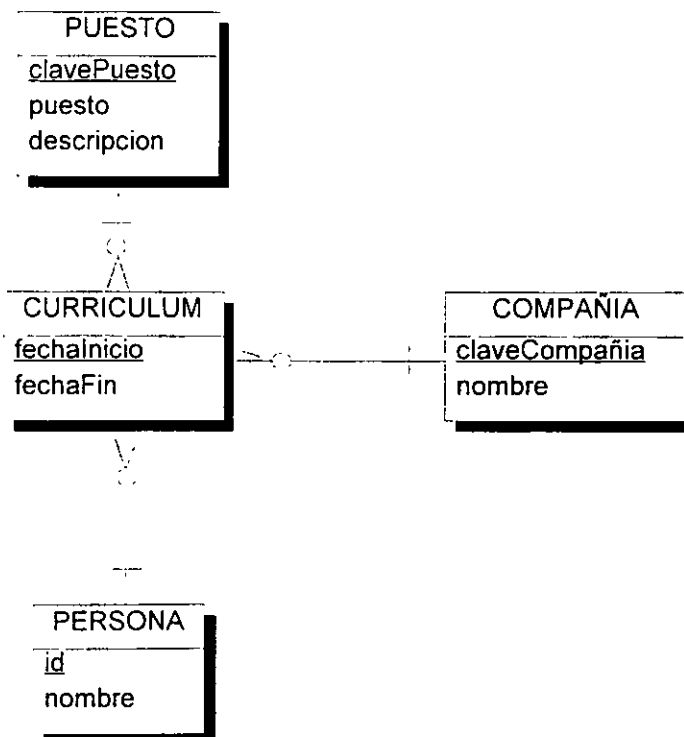 PUESTO
clavePuesto
puesto
descripcion
CURRICULUM
fechaInicio
fechaFin
COMPAÑIA
claveCompañia
nombre
PERSONA
id
nombre